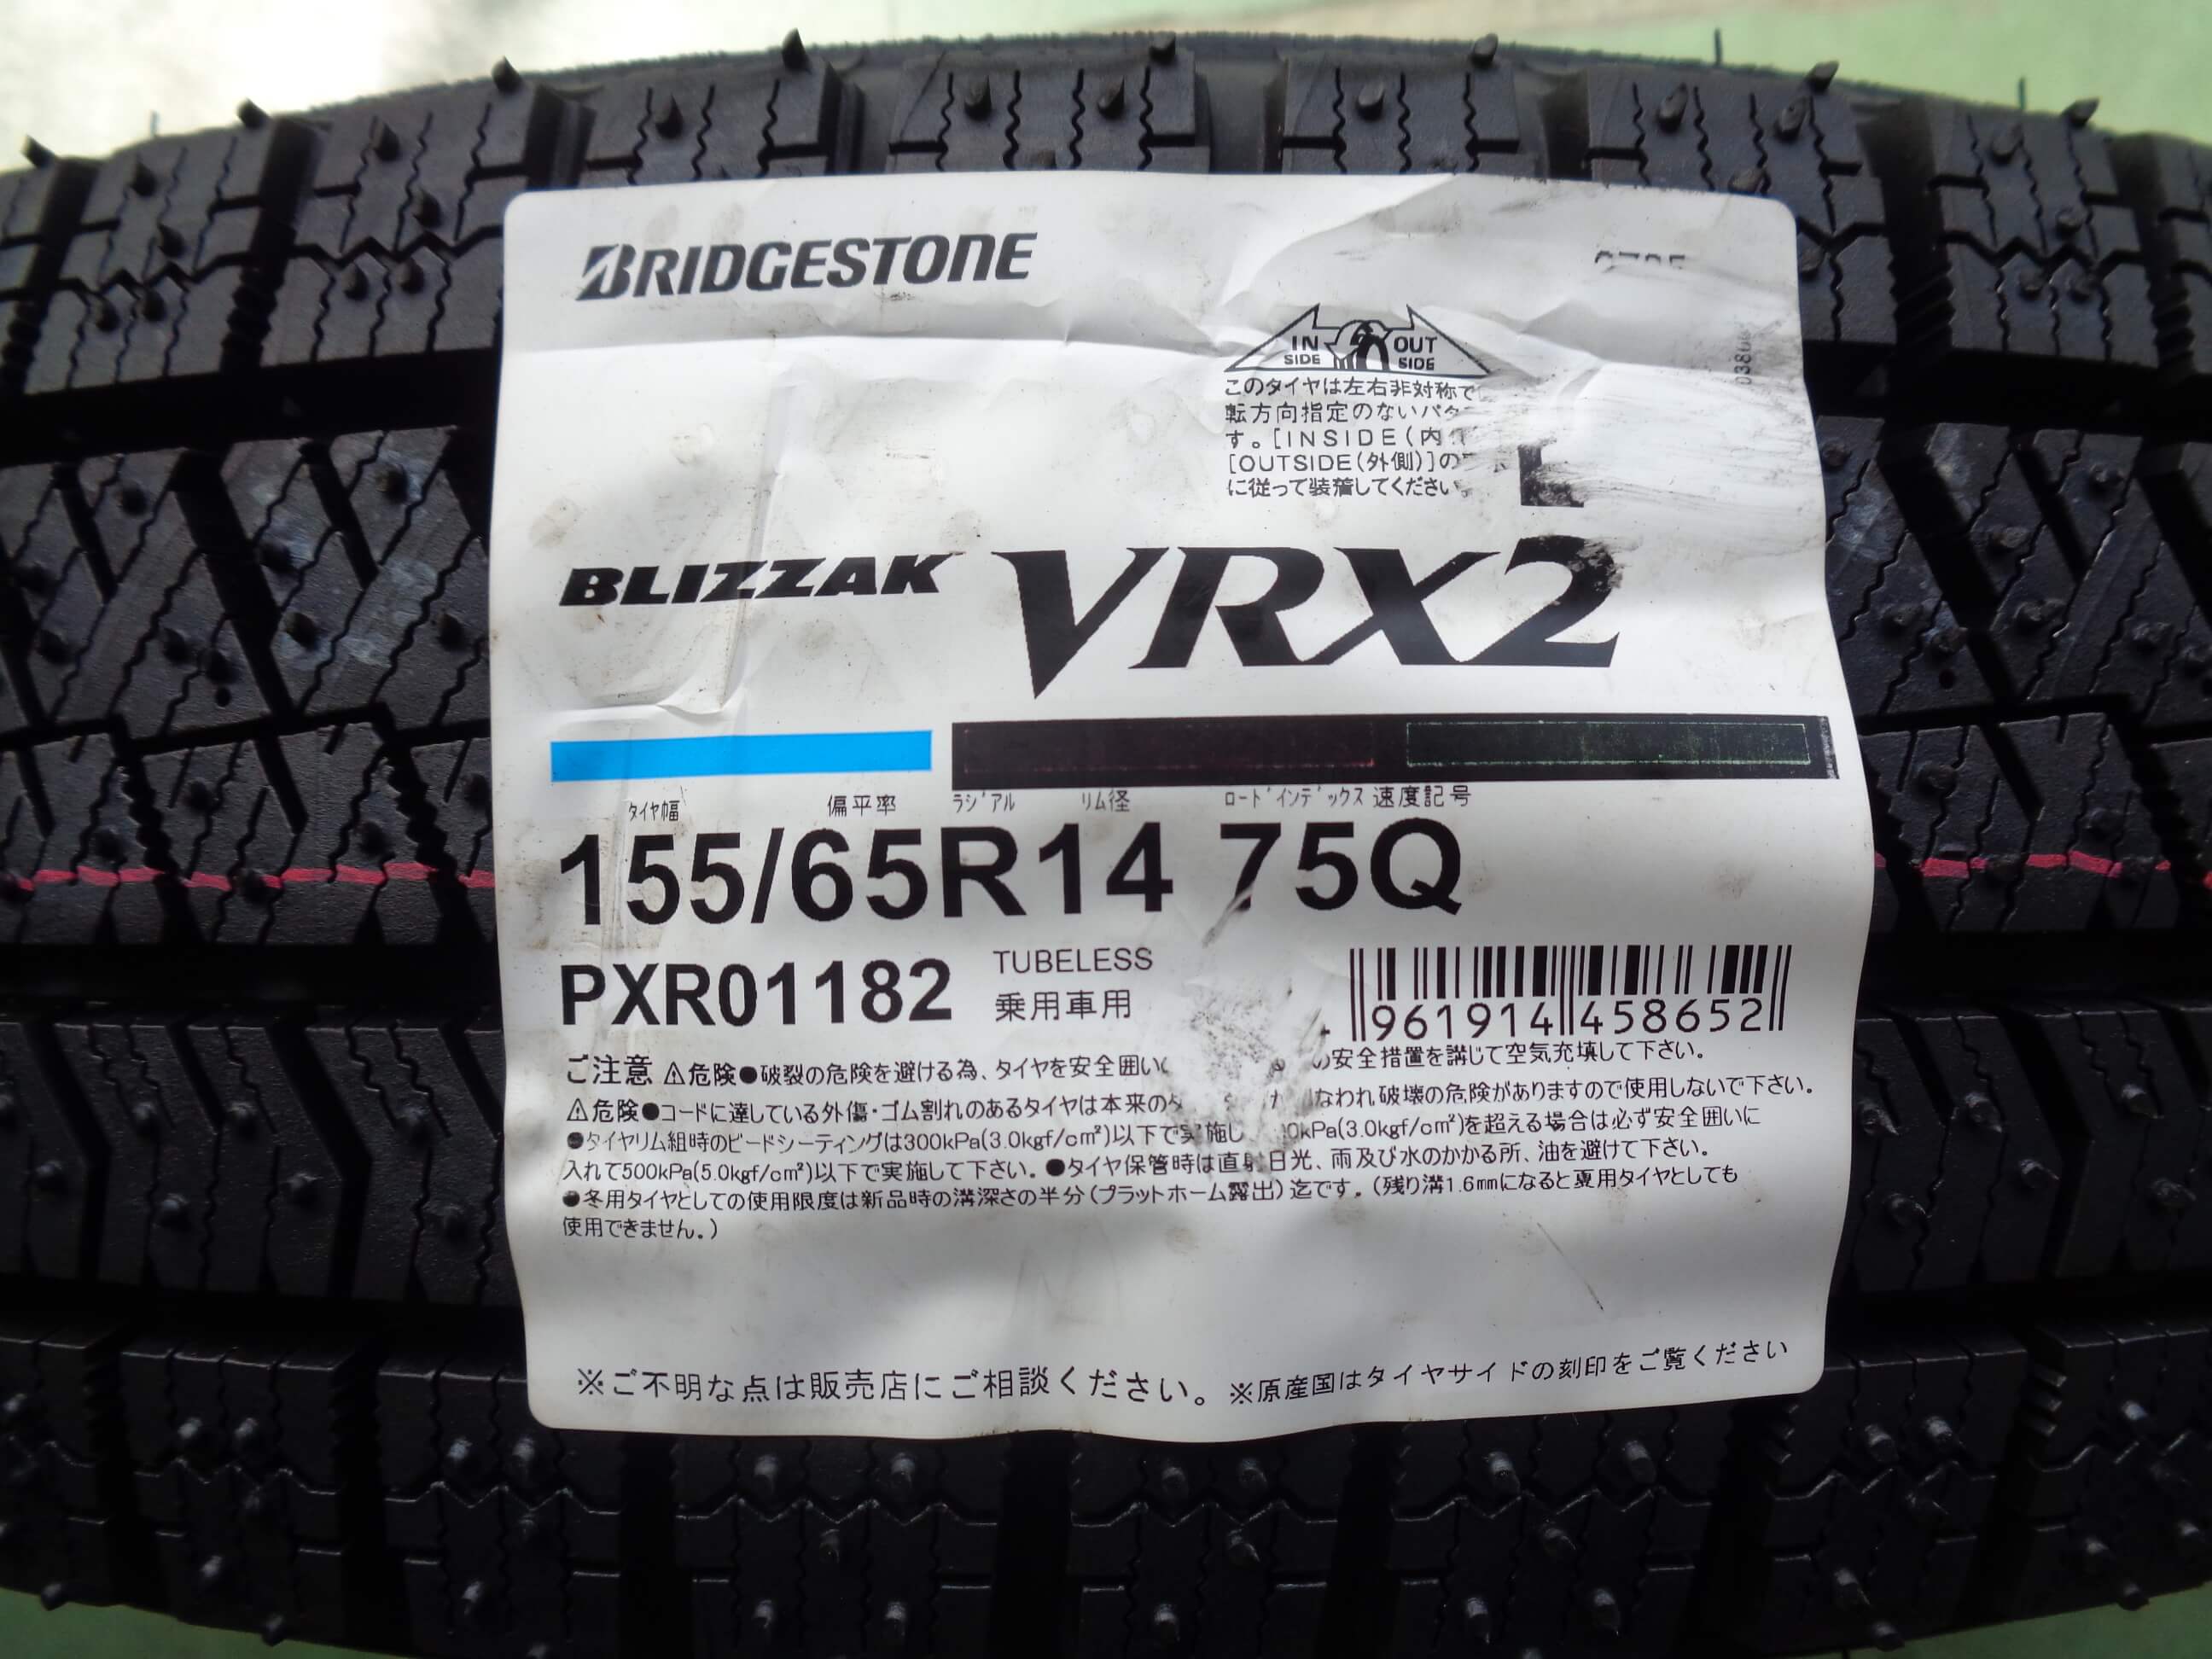 BRIDGESTONE
IN OUT
SIDE SIDE
このタイヤは左右非対称で
転方向指定のないパタ
す。[INSIDE(内
[OUTSIDE(外側)]の
に従って装着してください。
BLIZZAK VRX2
タイヤ幅 偏平率 ラジアル リム径 ロードインデックス 速度記号
155/65R14 75Q
PXR01182 TUBELESS
乗用車用
4 961914 458652
ご注意 ⚠危険●破裂の危険を避ける為、タイヤを安全囲い の安全措置を講じて空気充填して下さい。
⚠危険●コードに達している外傷・ゴム割れのあるタイヤは本来の なわれ破壊の危険がありますので使用しないで下さい。
●タイヤリム組時のビードシーティングは300kPa(3.0kgf/cm²)以下で実施し 0kPa(3.0kgf/cm²)を超える場合は必ず安全囲いに
入れて500kPa(5.0kgf/cm²)以下で実施して下さい。●タイヤ保管時は直射日光、雨及び水のかかる所、油を避けて下さい。
●冬用タイヤとしての使用限度は新品時の溝深さの半分(プラットホーム露出)迄です。(残り溝1.6mmになると夏用タイヤとしても
使用できません。)
※ご不明な点は販売店にご相談ください。※原産国はタイヤサイドの刻印をご覧ください